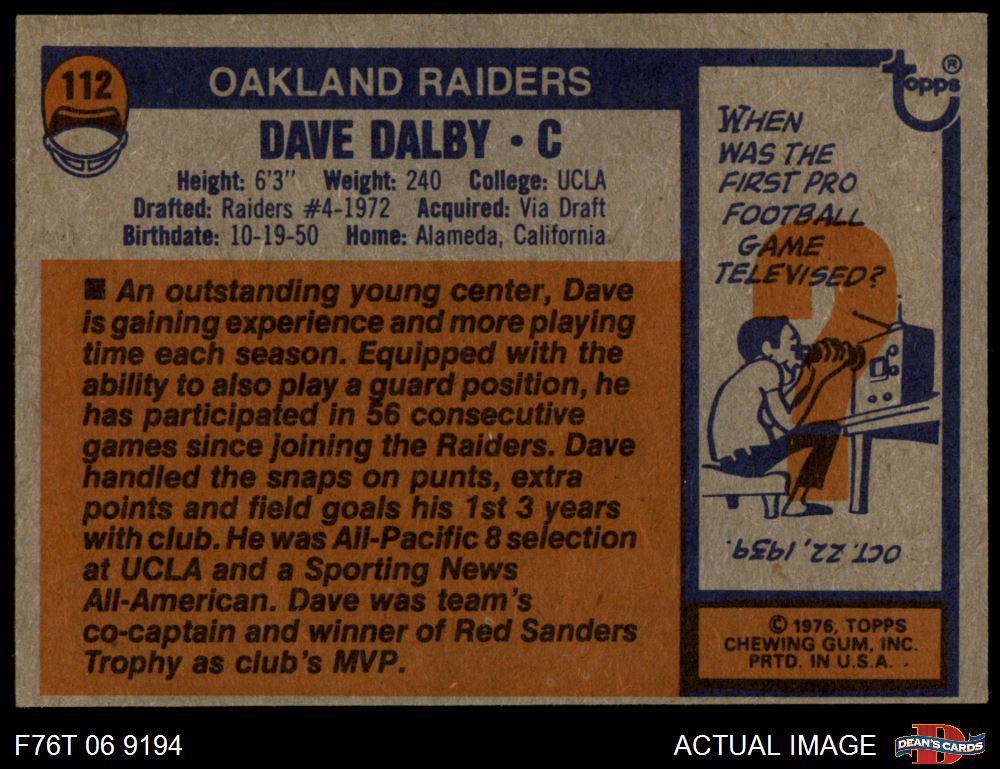 112
OAKLAND RAIDERS
DAVE DALBY • C
Height: 6'3" Weight: 240 College: UCLA
Drafted: Raiders #4-1972 Acquired: Via Draft
Birthdate: 10-19-50 Home: Alameda, California
■ An outstanding young center, Dave
is gaining experience and more playing
time each season. Equipped with the
ability to also play a guard position, he
has participated in 56 consecutive
games since joining the Raiders. Dave
handled the snaps on punts, extra
points and field goals his 1st 3 years
with club. He was All-Pacific 8 selection
at UCLA and a Sporting News
All-American. Dave was team's
co-captain and winner of Red Sanders
Trophy as club's MVP.
topps®
WHEN
WAS THE
FIRST PRO
FOOTBALL
GAME
TELEVISED?
?
OCT. 22, 1939.
© 1976, TOPPS
CHEWING GUM, INC.
PRTD. IN U.S.A.
F76T 06 9194
ACTUAL IMAGE
D
DEAN'S CARDS